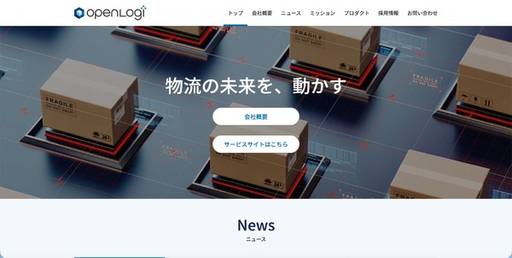 openLogi
トップ 会社概要 ニュース ミッション プロダクト 採用情報 お問い合わせ
物流の未来を、動かす
会社概要
サービスサイトはこちら
FRAGILE
FRAGILE
FRAGILE
News
ニュース